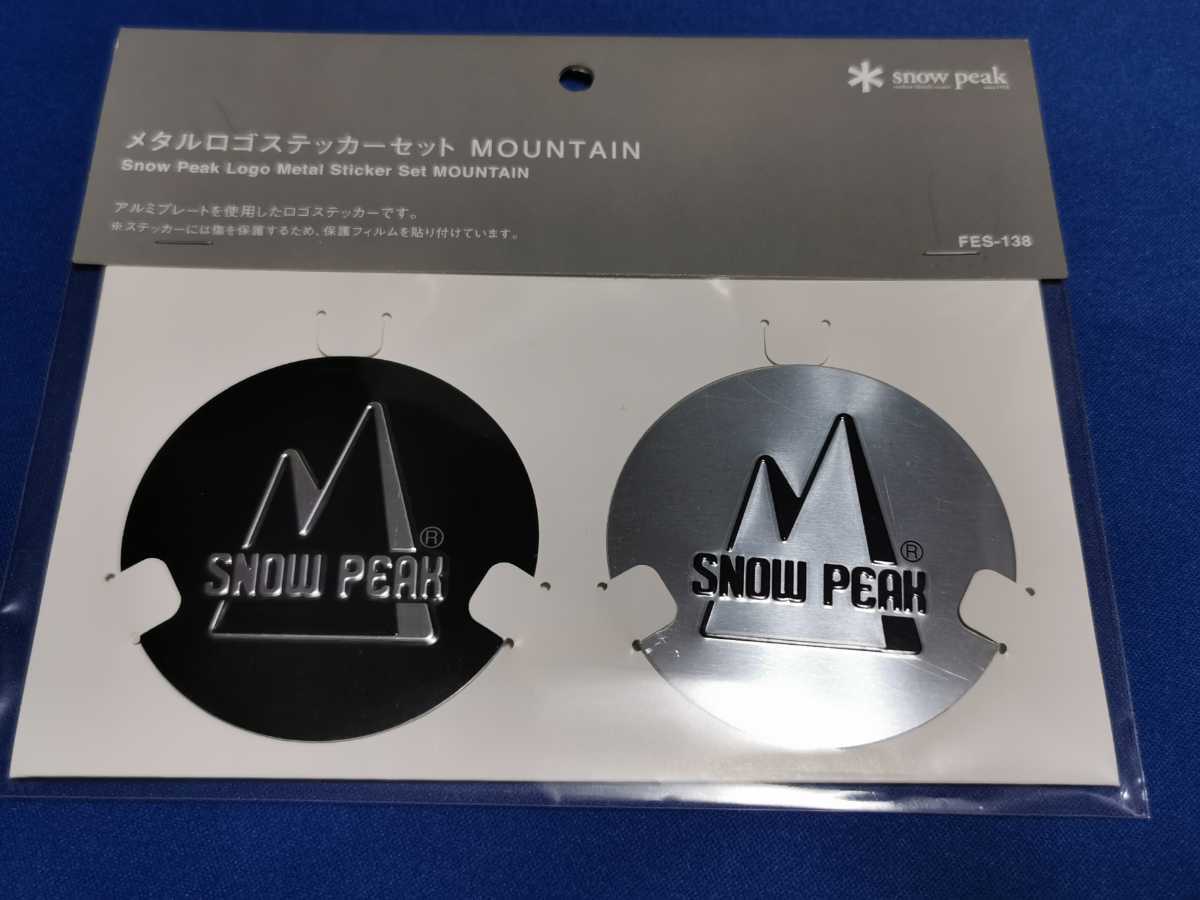 snow peak
メタルロゴステッカーセット MOUNTAIN
Snow Peak Logo Metal Sticker Set MOUNTAIN
アルミプレートを使用したロゴステッカーです。
※ステッカーには傷を保護するため、保護フィルムを貼り付けています。
FES-138
®
SNOW PEAK
®
SNOW PEAK